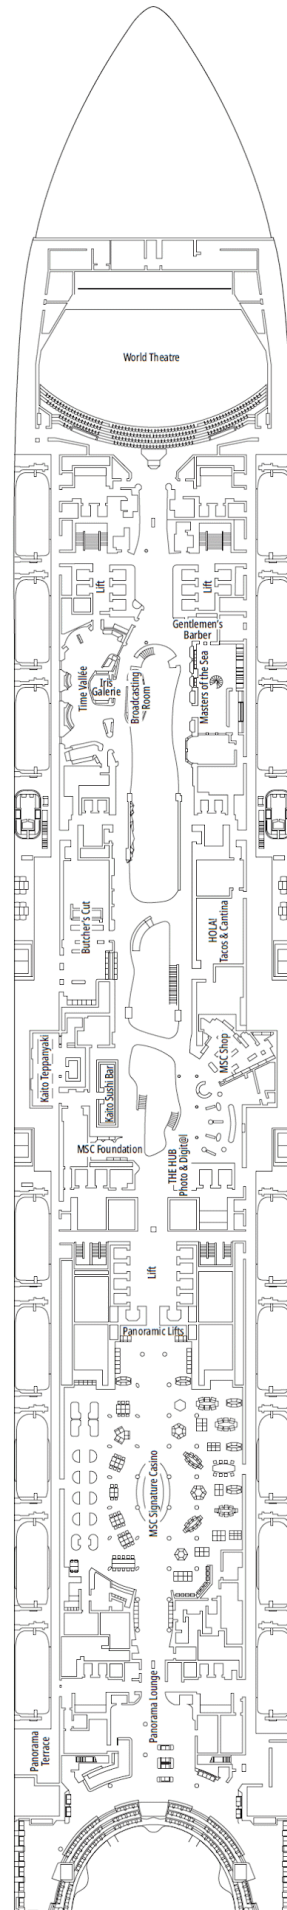 World Theatre
Lift
Lift
Gentlemen's
Barber
Time Vallée
Iris
Galerie
Broadcasting
Room
Masters of the Sea
Butcher's Cut
HOLA!
Tacos & Cantina
Kaito Teppanyaki
Kaito Sushi Bar
MSC Shop
MSC Foundation
THE HUB
Photo & Digit@l
Lift
Panoramic Lifts
MSC Signature Casino
Panorama Lounge
Panorama
Terrace